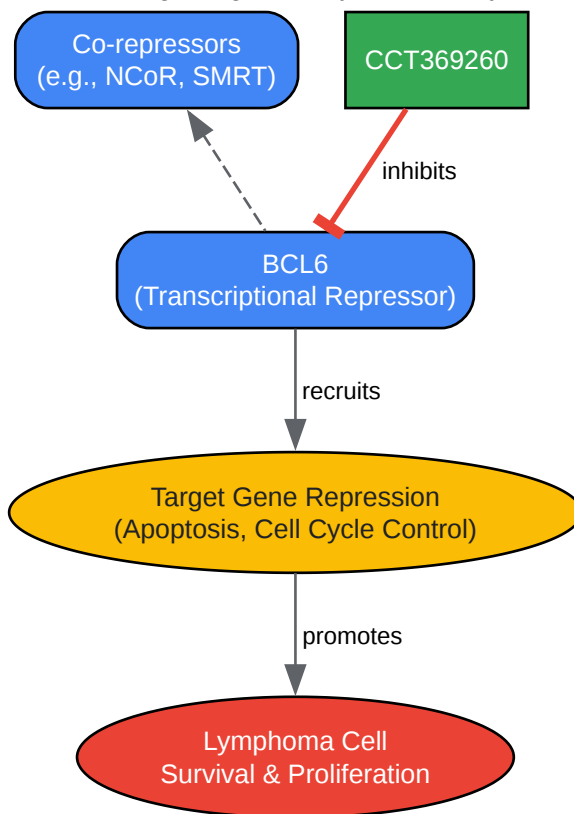 Co-repressors
(e.g., NCoR, SMRT)
CCT369260
inhibits
BCL6
(Transcriptional Repressor)
recruits
Target Gene Repression
(Apoptosis, Cell Cycle Control)
promotes
Lymphoma Cell
Survival & Proliferation